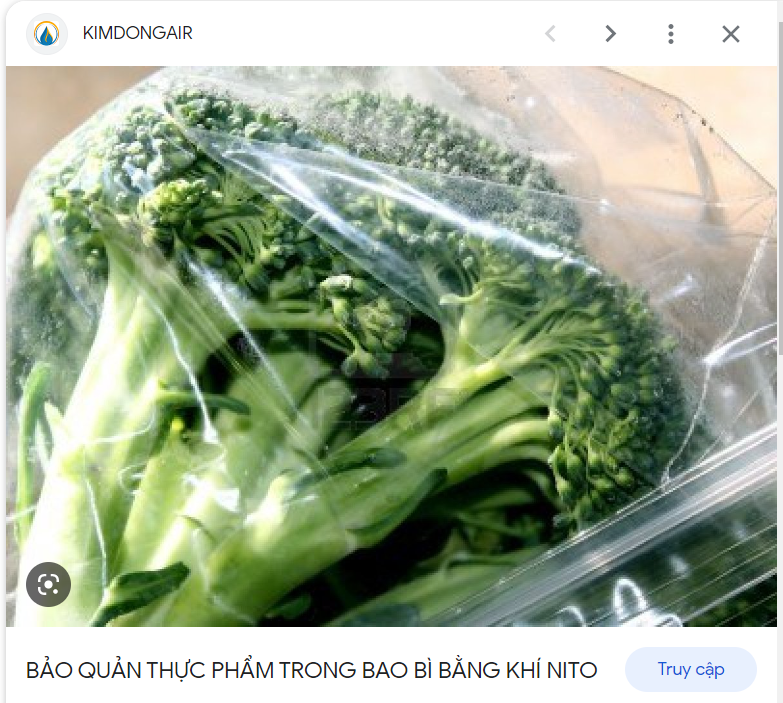 KIMDONGAIR
BẢO QUẢN THỰC PHẨM TRONG BAO BÌ BẰNG KHÍ NITO
Truy cập